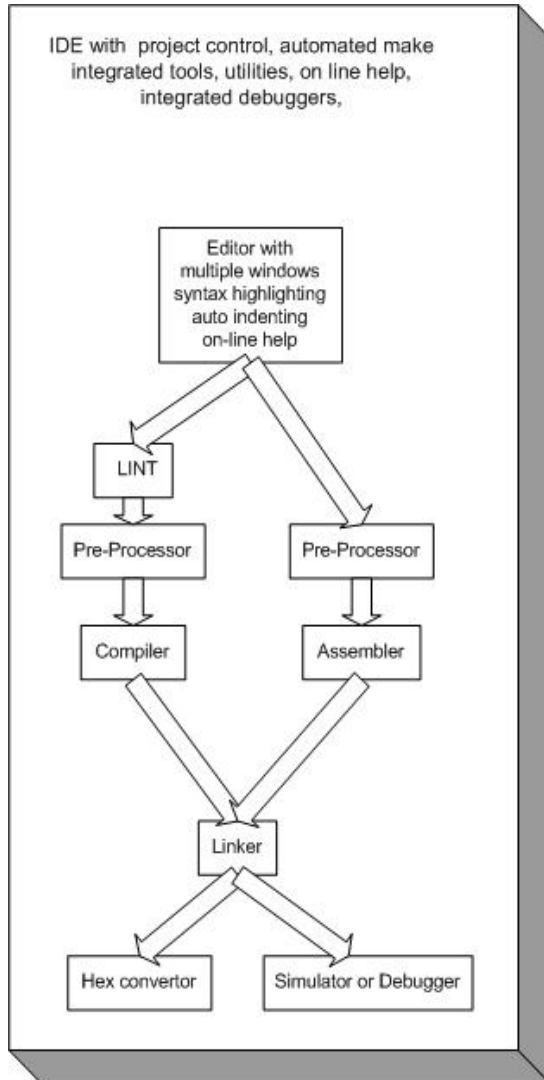 IDE with project control, automated make
integrated tools, utilities, on line help,
integrated debuggers,
Editor with
multiple windows
syntax highlighting
auto indenting
on-line help
LINT
Pre-Processor
Pre-Processor
Compiler
Assembler
Linker
Hex convertor
Simulator or Debugger